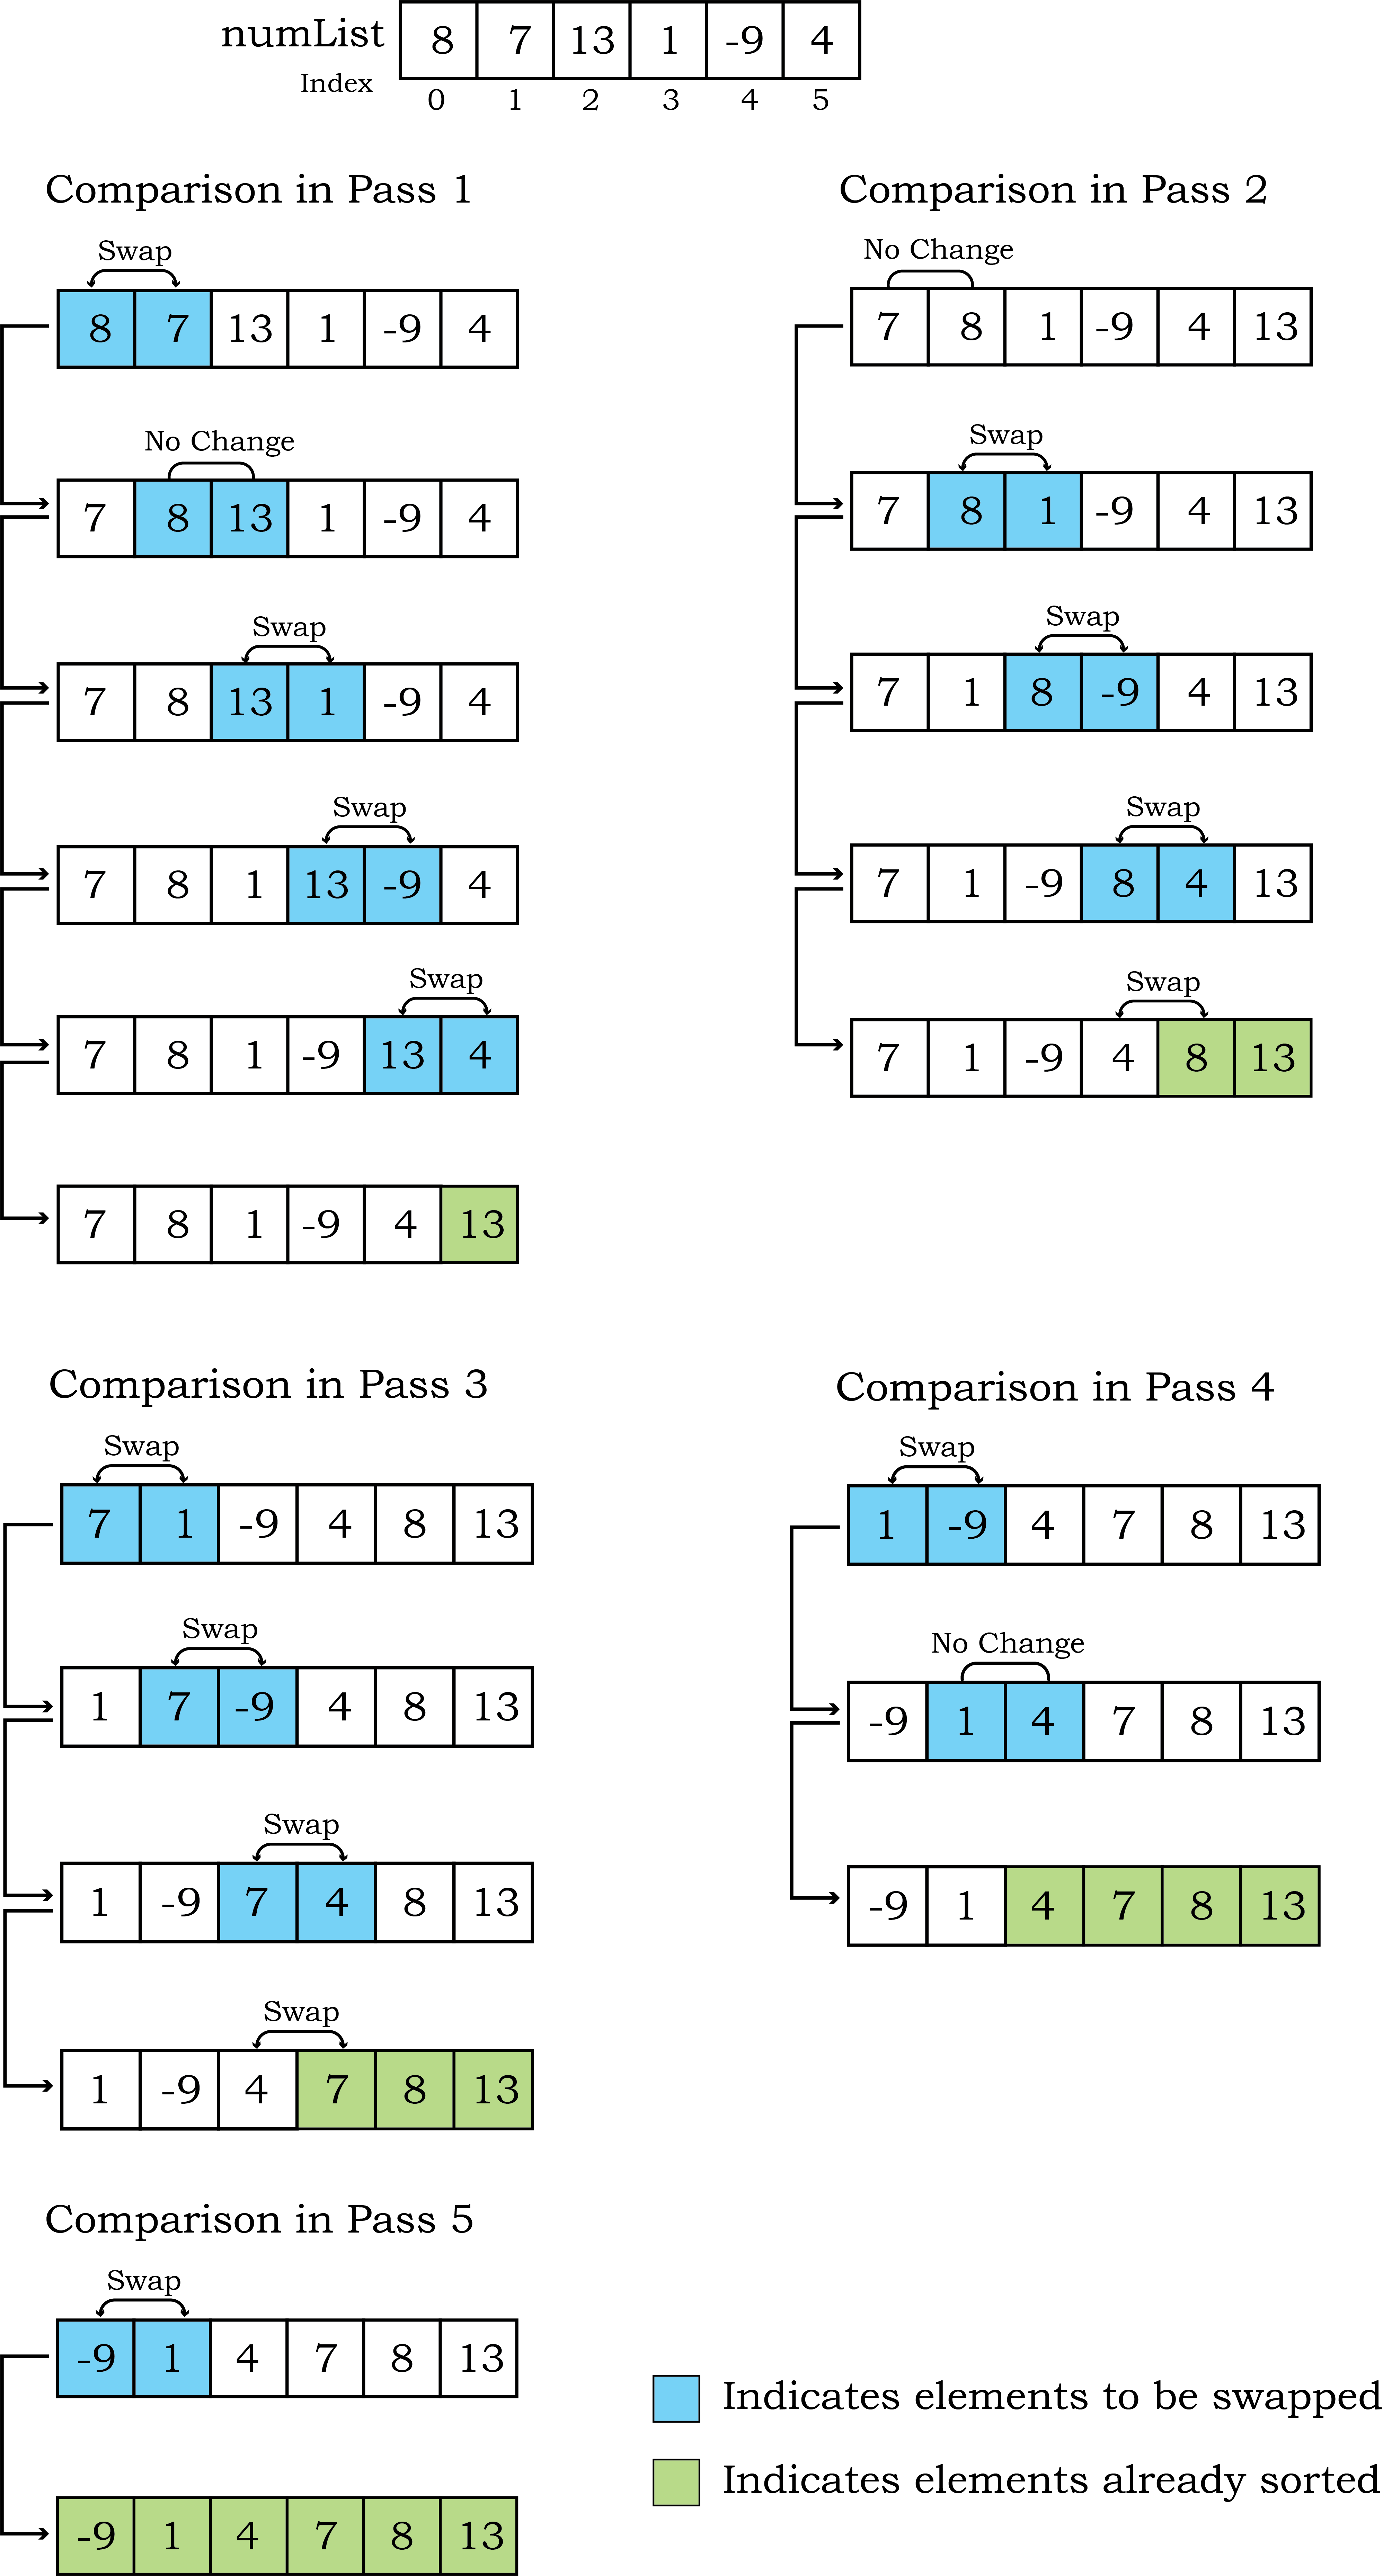 numList 8 7 13 1 -9 4
Index 0 1 2 3 4 5
Comparison in Pass 1
Swap
8 7 13 1 -9 4
No Change
7 8 13 1 -9 4
Swap
7 8 13 1 -9 4
Swap
7 8 1 13 -9 4
Swap
7 8 1 -9 13 4
7 8 1 -9 4 13
Comparison in Pass 2
No Change
7 8 1 -9 4 13
Swap
7 8 1 -9 4 13
Swap
7 1 8 -9 4 13
Swap
7 1 -9 8 4 13
Swap
7 1 -9 4 8 13
Comparison in Pass 3
Swap
7 1 -9 4 8 13
Swap
1 7 -9 4 8 13
Swap
1 -9 7 4 8 13
Swap
1 -9 4 7 8 13
Comparison in Pass 4
Swap
1 -9 4 7 8 13
No Change
-9 1 4 7 8 13
-9 1 4 7 8 13
Comparison in Pass 5
Swap
-9 1 4 7 8 13
-9 1 4 7 8 13
Indicates elements to be swapped
Indicates elements already sorted